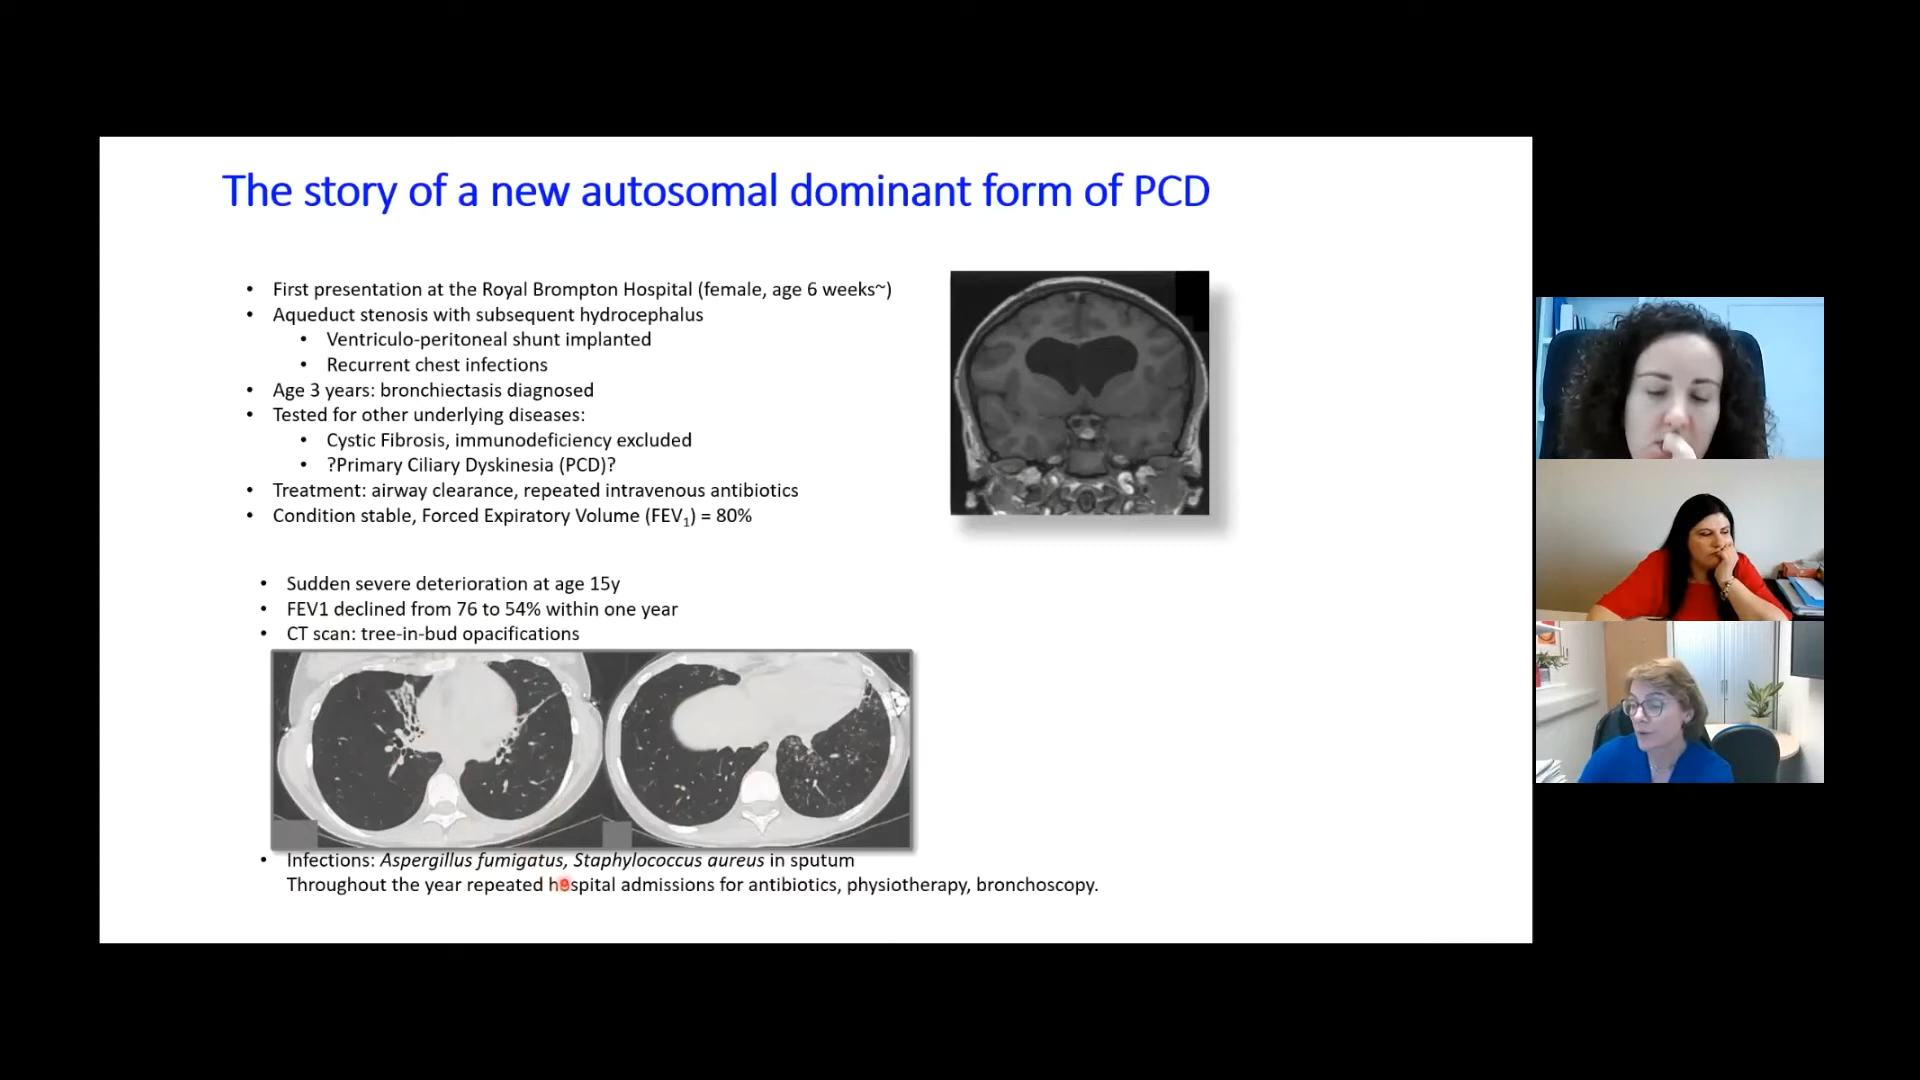 The story of a new autosomal dominant form of PCD
• First presentation at the Royal Brompton Hospital (female, age 6 weeks~)
• Aqueduct stenosis with subsequent hydrocephalus
• Ventriculo-peritoneal shunt implanted
• Recurrent chest infections
• Age 3 years: bronchiectasis diagnosed
• Tested for other underlying diseases:
• Cystic Fibrosis, immunodeficiency excluded
• ?Primary Ciliary Dyskinesia (PCD)?
• Treatment: airway clearance, repeated intravenous antibiotics
• Condition stable, Forced Expiratory Volume (FEV₁) = 80%
• Sudden severe deterioration at age 15y
• FEV1 declined from 76 to 54% within one year
• CT scan: tree-in-bud opacifications
• Infections: Aspergillus fumigatus, Staphylococcus aureus in sputum
Throughout the year repeated hospital admissions for antibiotics, physiotherapy, bronchoscopy.